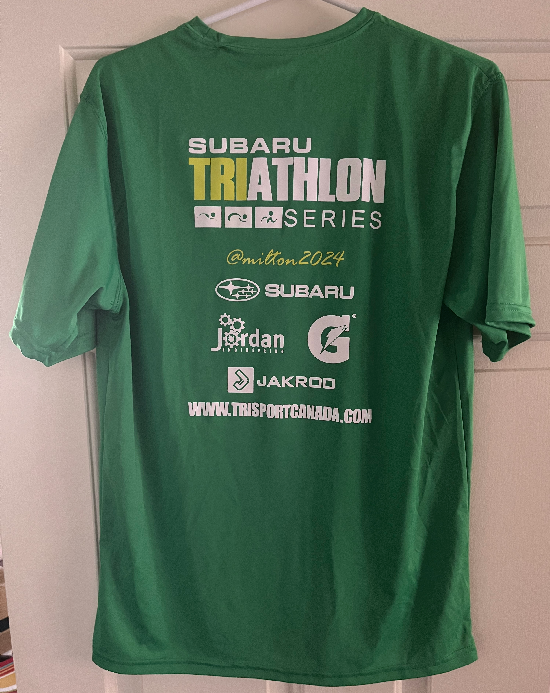 SUBARU
TRIATHLON
SERIES
@milton2024
SUBARU
Jordan
G
JAKROO
WWW.TRISPORTCANADA.COM